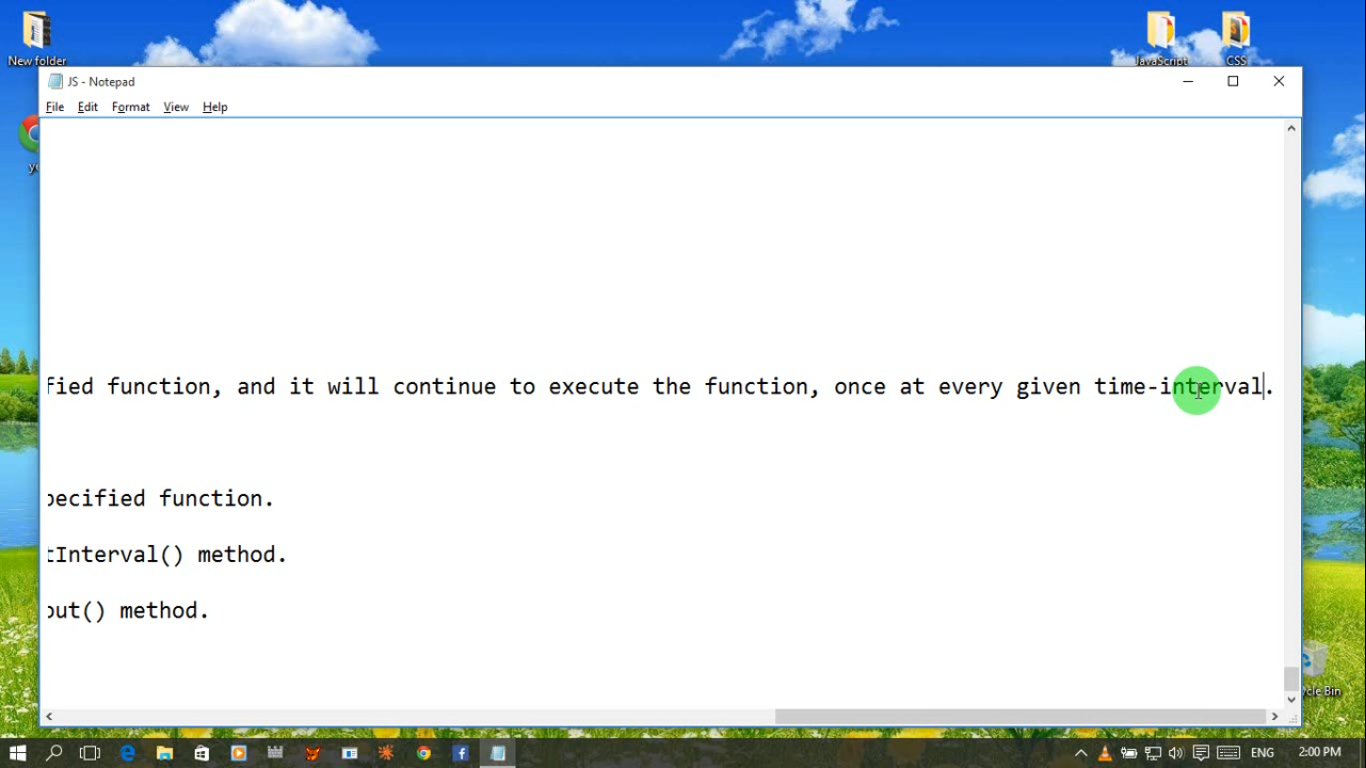 New folder
JavaScript
CSS
JS - Notepad
File Edit Format View Help
fied function, and it will continue to execute the function, once at every given time-interval.
pecified function.
tInterval() method.
out() method.
cle Bin
ENG
2:00 PM